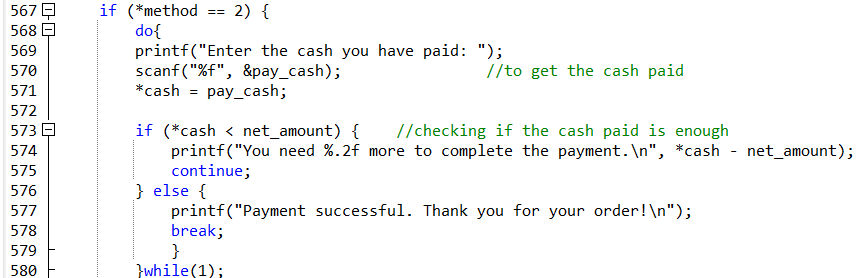 567 if (*method == 2) {
568 do{
569 printf("Enter the cash you have paid: ");
570 scanf("%f", &pay_cash); //to get the cash paid
571 *cash = pay_cash;
572
573 if (*cash < net_amount) { //checking if the cash paid is enough
574 printf("You need %.2f more to complete the payment.\n", *cash - net_amount);
575 continue;
576 } else {
577 printf("Payment successful. Thank you for your order!\n");
578 break;
579 }
580 }while(1);